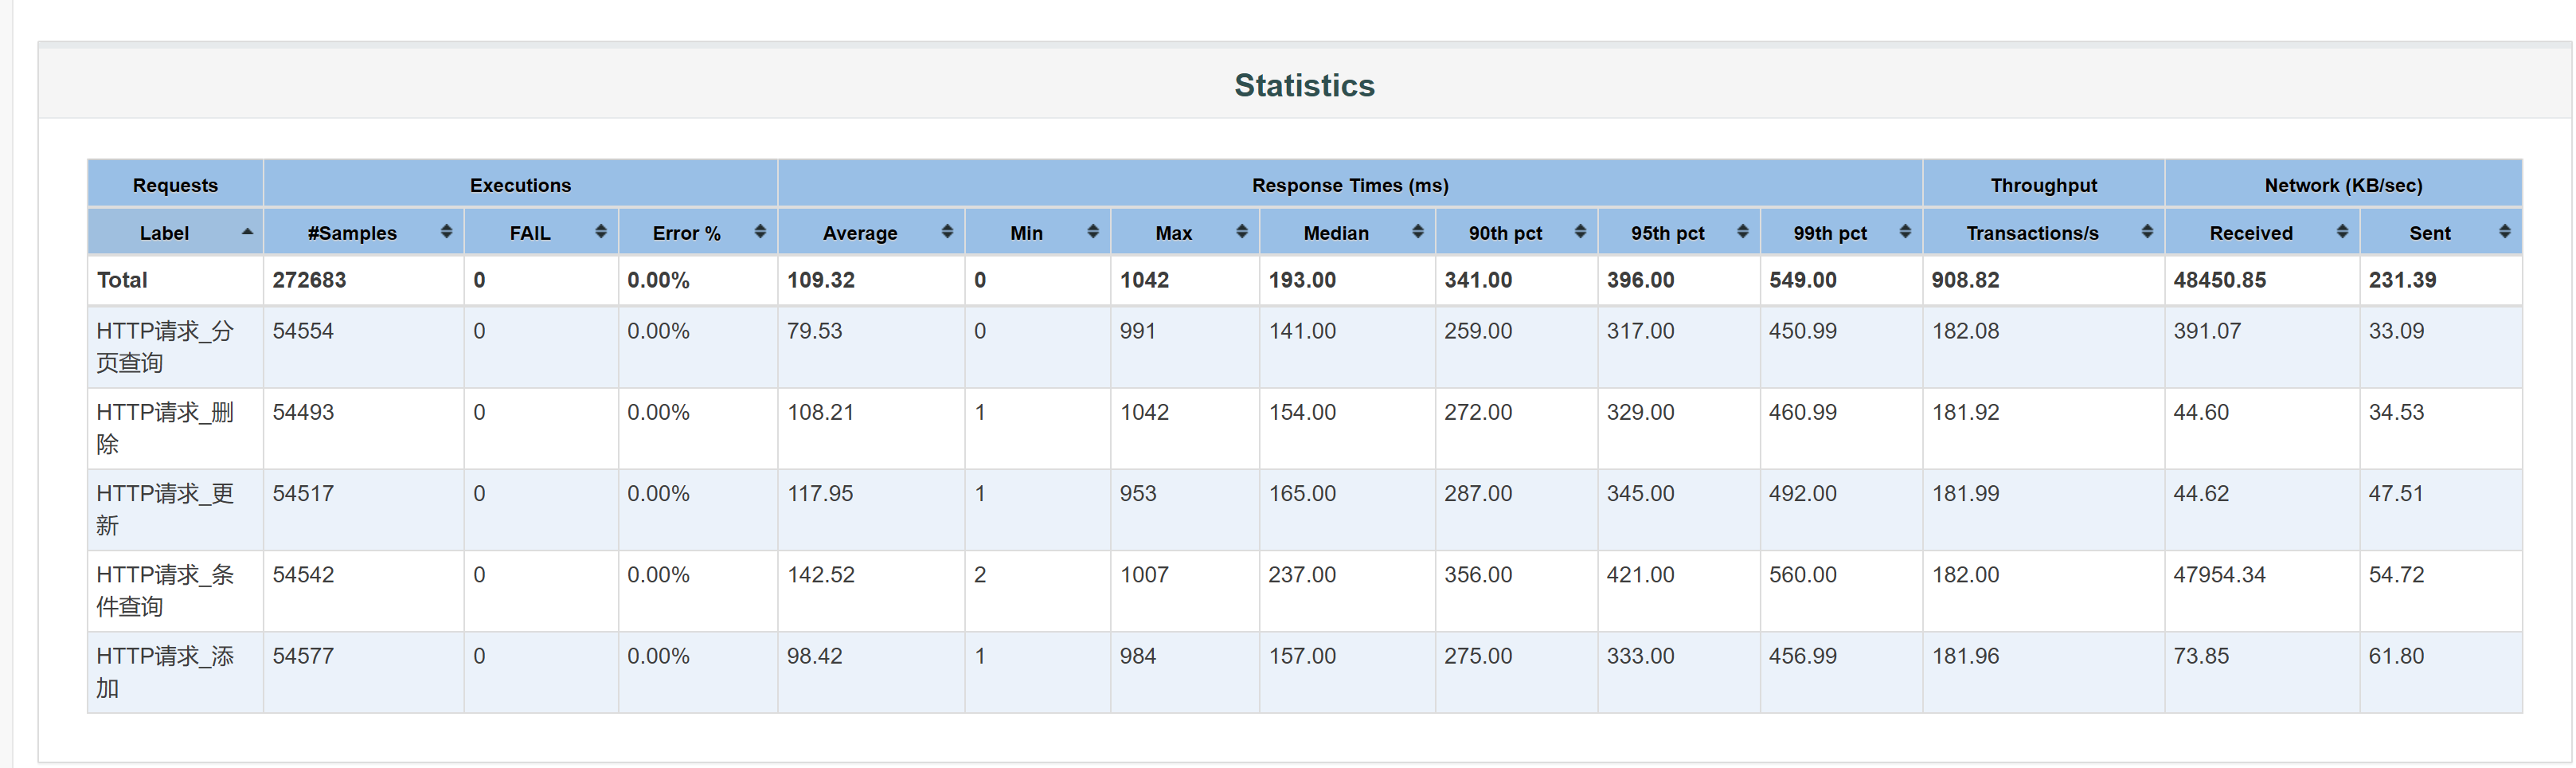 Statistics
Requests Executions Response Times (ms) Throughput Network (KB/sec)
Label #Samples FAIL Error % Average Min Max Median 90th pct 95th pct 99th pct Transactions/s Received Sent
Total 272683 0 0.00% 109.32 0 1042 193.00 341.00 396.00 549.00 908.82 48450.85 231.39
HTTP请求_分 54554 0 0.00% 79.53 0 991 141.00 259.00 317.00 450.99 182.08 391.07 33.09
页查询
HTTP请求_删 54493 0 0.00% 108.21 1 1042 154.00 272.00 329.00 460.99 181.92 44.60 34.53
除
HTTP请求_更 54517 0 0.00% 117.95 1 953 165.00 287.00 345.00 492.00 181.99 44.62 47.51
新
HTTP请求_条 54542 0 0.00% 142.52 2 1007 237.00 356.00 421.00 560.00 182.00 47954.34 54.72
件查询
HTTP请求_添 54577 0 0.00% 98.42 1 984 157.00 275.00 333.00 456.99 181.96 73.85 61.80
加